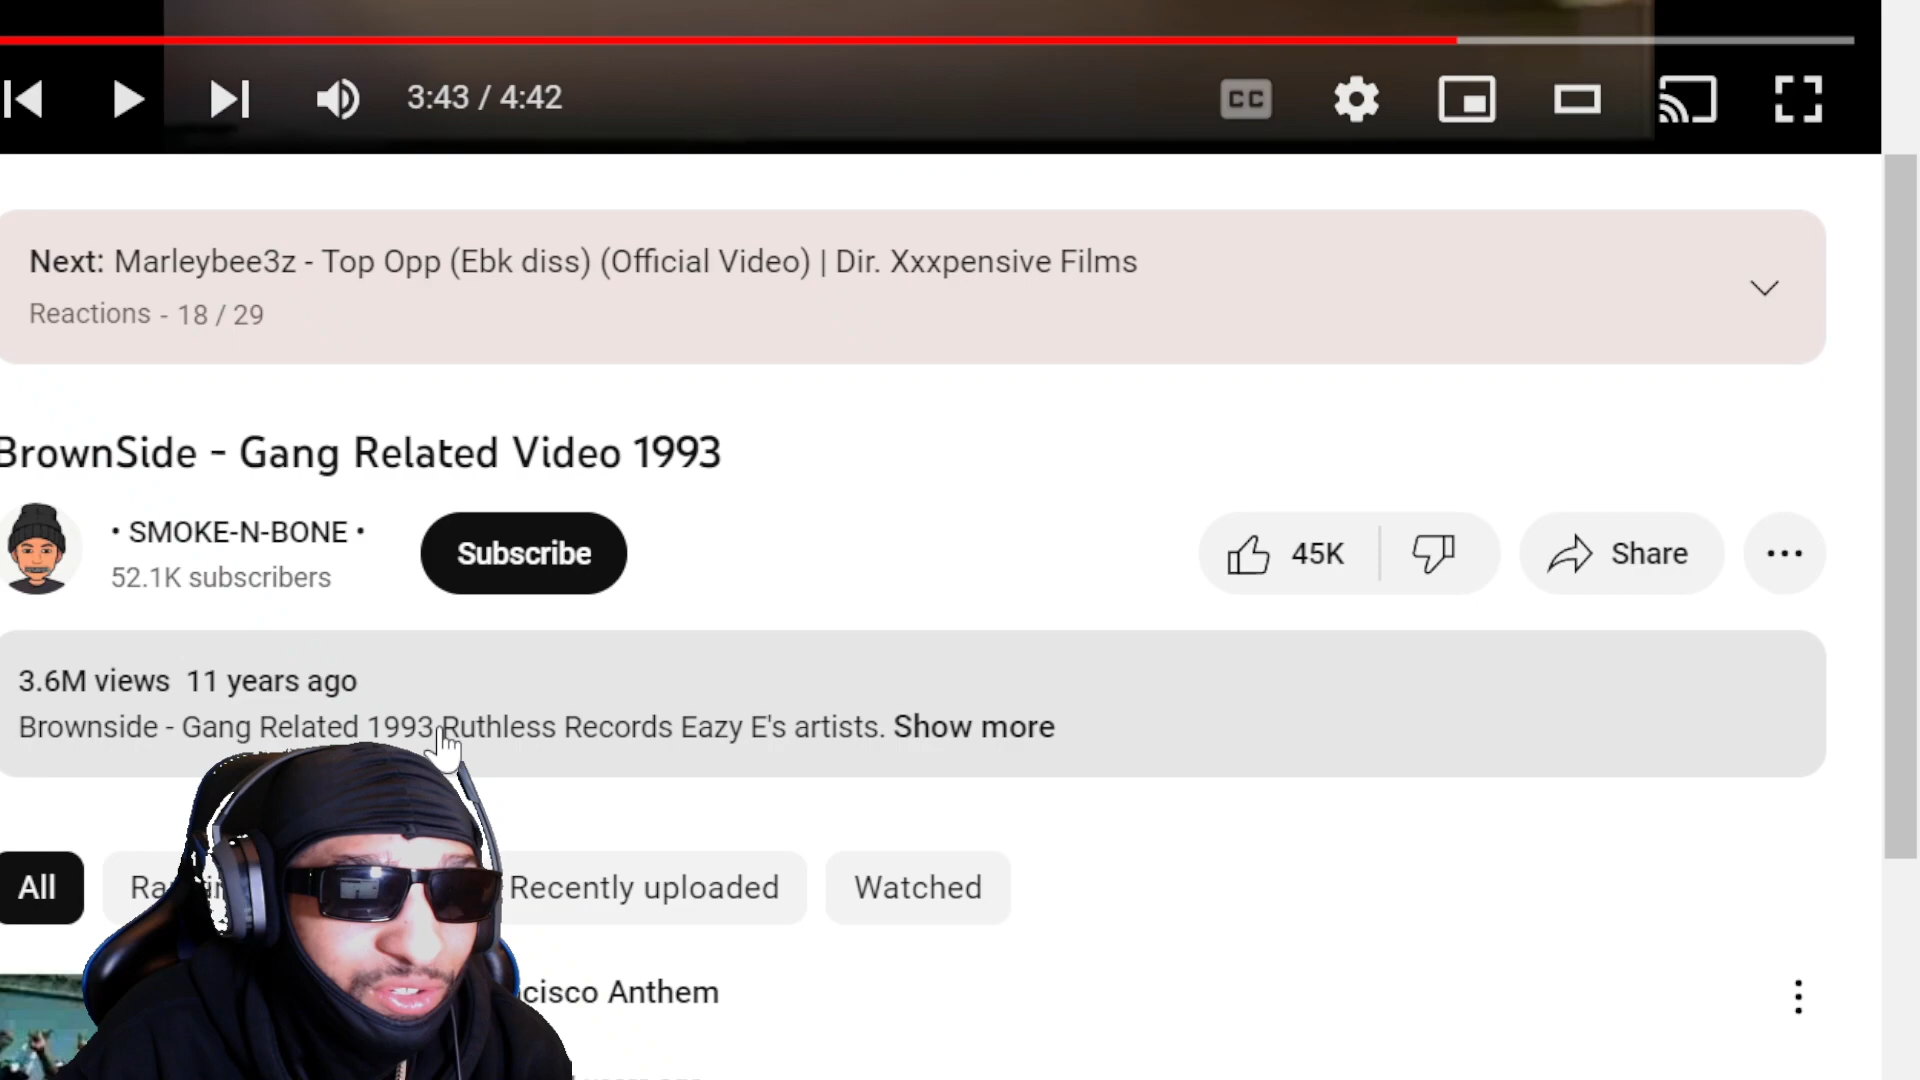 3:43 / 4:42
CC
Next: Marleybee3z - Top Opp (Ebk diss) (Official Video) | Dir. Xxxpensive Films
Reactions - 18 / 29
BrownSide - Gang Related Video 1993
• SMOKE-N-BONE •
52.1K subscribers
Subscribe
45K
Share
3.6M views 11 years ago
Brownside - Gang Related 1993 Ruthless Records Eazy E's artists. Show more
All
Recently uploaded
Watched
cisco Anthem